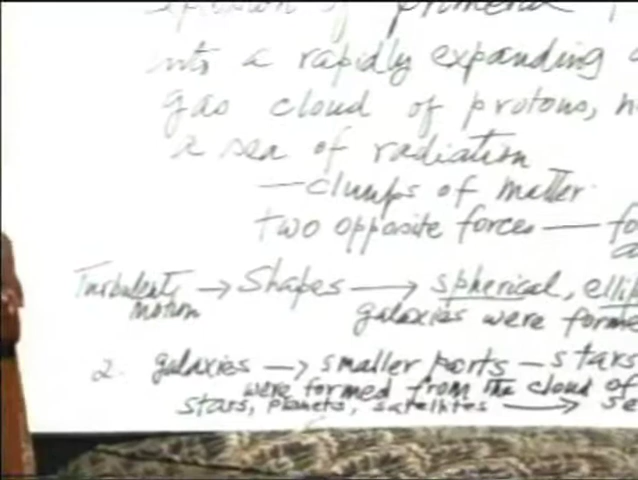 explosion of primeval
into a rapidly expanding
gas cloud of protons,
a sea of radiation
— clumps of matter
two opposite forces —
Turbulent → Shapes → spherical,
motion galaxies were forme
2. galaxies → smaller parts – stars
were formed from the cloud of
stars, planets, satellites → se